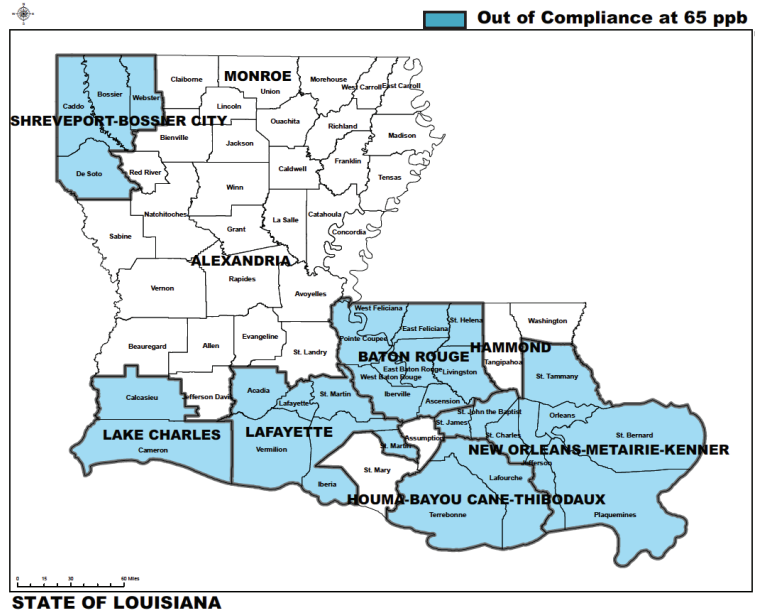 Out of Compliance at 65 ppb
Claiborne
MONROE
Union
Morehouse
West Carroll
East Carroll
Caddo
Bossier
Webster
Lincoln
SHREVEPORT-BOSSIER CITY
Ouachita
Richland
Madison
Bienville
Jackson
Franklin
De Soto
Red River
Caldwell
Tensas
Winn
Natchitoches
La Salle
Catahoula
Sabine
Grant
Concordia
ALEXANDRIA
Vernon
Rapides
Avoyelles
West Feliciana
St. Helena
Washington
East Feliciana
Pointe Coupee
Beauregard
Allen
Evangeline
St. Landry
BATON ROUGE
HAMMOND
Tangipahoa
East Baton Rouge
West Baton Rouge
Livingston
St. Tammany
Calcasieu
Jefferson Davis
Acadia
Lafayette
St. Martin
Iberville
Ascension
St. John the Baptist
Orleans
LAKE CHARLES
LAFAYETTE
Assumption
St. James
St. Charles
St. Bernard
Cameron
Vermilion
St. Martin
NEW ORLEANS-METAIRIE-KENNER
Jefferson
St. Mary
Iberia
Lafourche
HOUMA-BAYOU CANE-THIBODAUX
Terrebonne
Plaquemines
0 15 30 60 Miles
STATE OF LOUISIANA